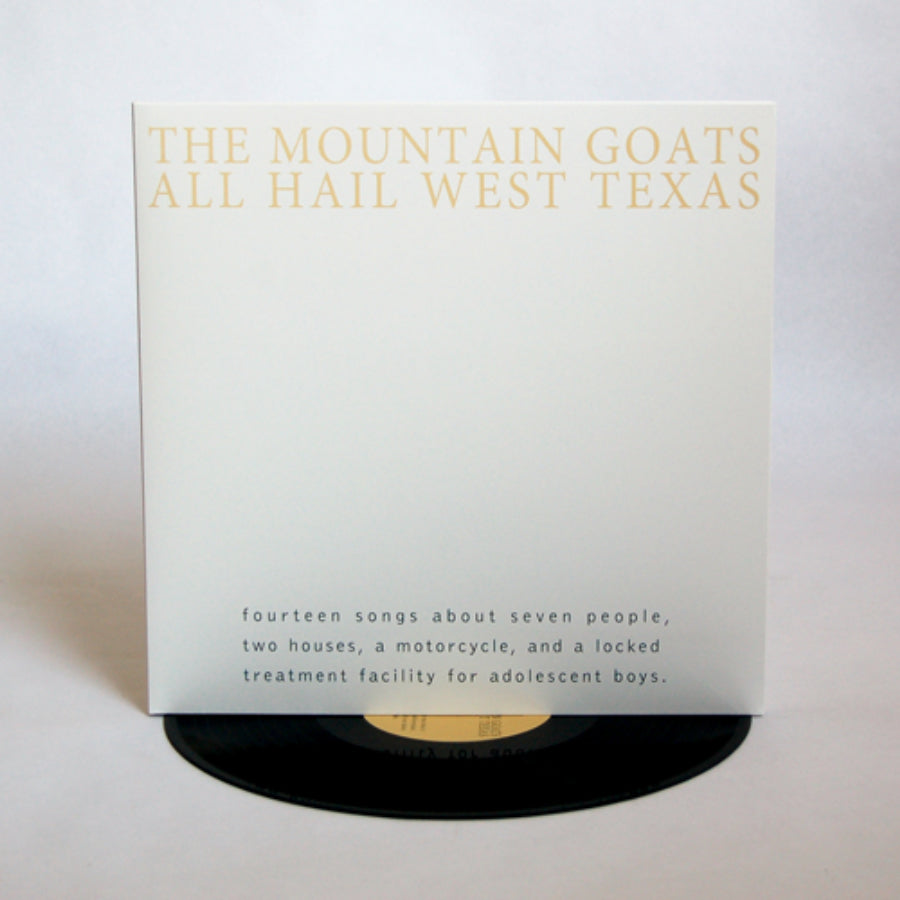 THE MOUNTAIN GOATS
ALL HAIL WEST TEXAS
fourteen songs about seven people,
two houses, a motorcycle, and a locked
treatment facility for adolescent boys.